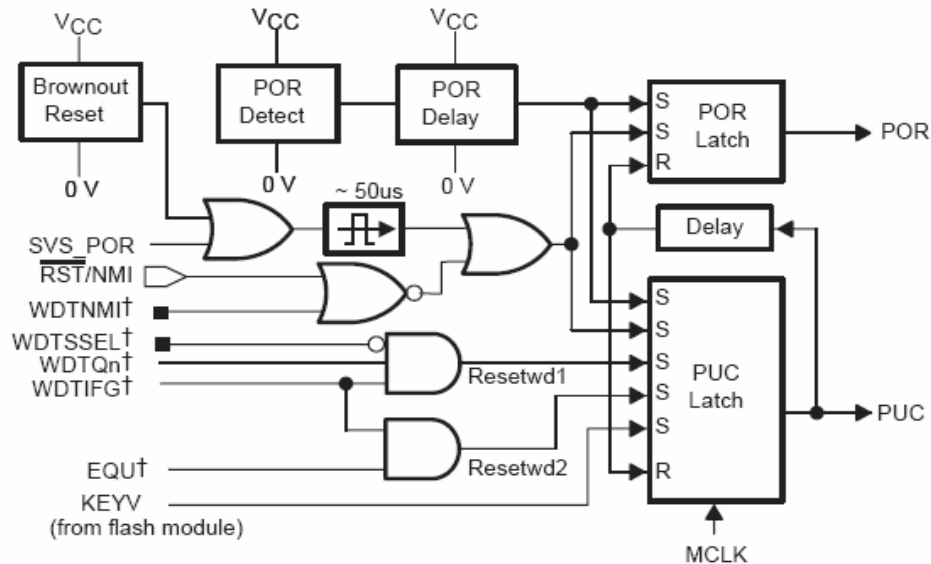 VCC
VCC
VCC
Brownout
Reset
POR
Detect
POR
Delay
S
S
R
POR
Latch
POR
0 V
0 V
0 V
~ 50us
Delay
SVS_POR
RST/NMI
WDTNMI†
WDTSSEL†
WDTQn†
WDTIFG†
Resetwd1
Resetwd2
EQU†
KEYV
(from flash module)
S
S
S
S
S
R
PUC
Latch
PUC
MCLK